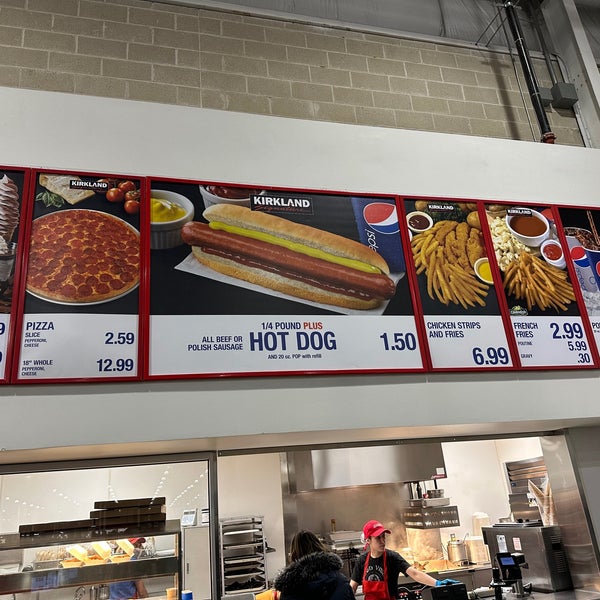 KIRKLAND
PIZZA
SLICE
PEPPERONI,
CHEESE
2.59
18" WHOLE
PEPPERONI,
CHEESE
12.99
KIRKLAND
Signature
pepsi
1/4 POUND PLUS
ALL BEEF OR
POLISH SAUSAGE
HOT DOG
1.50
AND 20 oz. POP with refill
KIRKLAND
CHICKEN STRIPS
AND FRIES
6.99
KIRKLAND
FRENCH
FRIES
2.99
POUTINE
5.99
GRAVY
.30